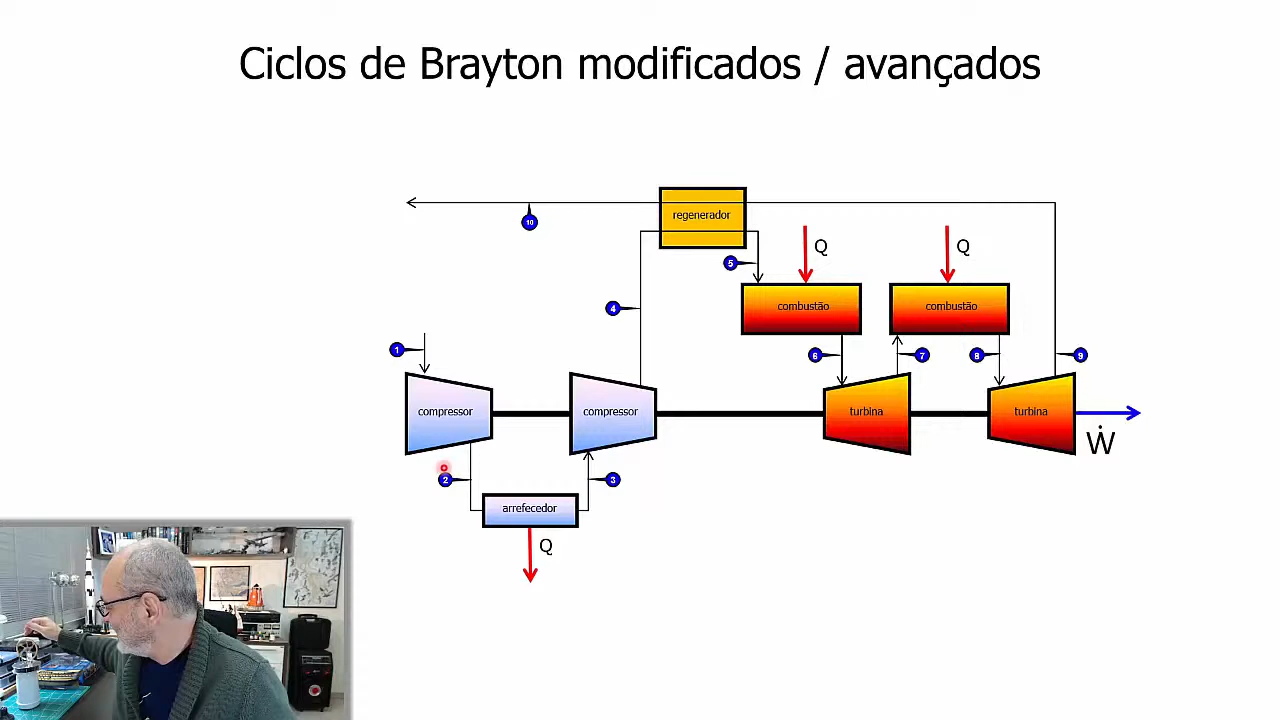 Ciclos de Brayton modificados / avançados
regenerador
10
Q
Q
5
combustão
combustão
4
1
6
7
8
9
compressor
compressor
turbina
turbina
Ẇ
2
3
arrefecedor
Q